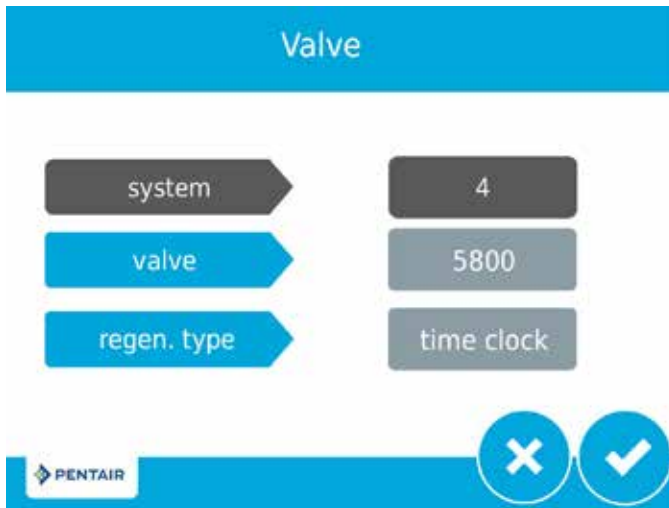 Valve
system 4
valve 5800
regen. type time clock
PENTAIR